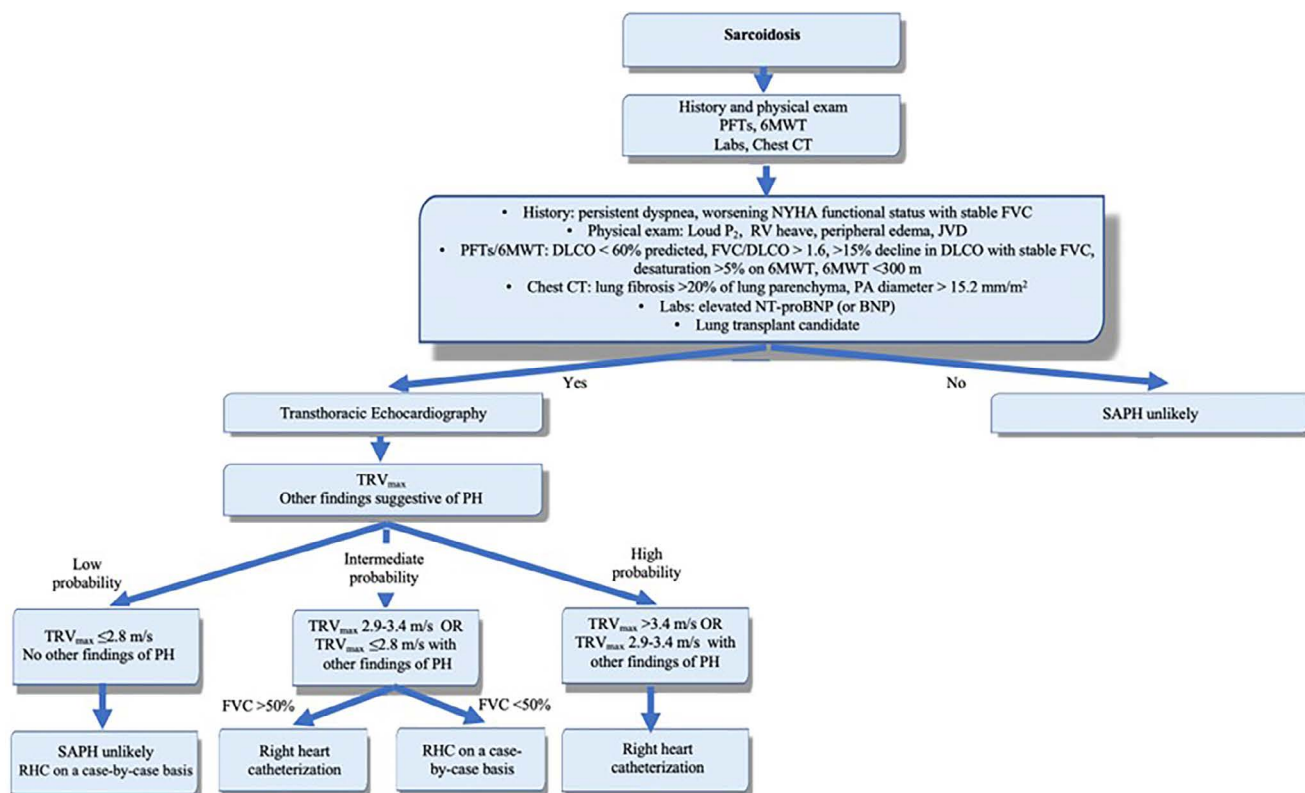 Sarcoidosis
History and physical exam
PFTs, 6MWT
Labs, Chest CT
• History: persistent dyspnea, worsening NYHA functional status with stable FVC
• Physical exam: Loud P₂, RV heave, peripheral edema, JVD
• PFTs/6MWT: DLCO < 60% predicted, FVC/DLCO > 1.6, >15% decline in DLCO with stable FVC,
desaturation >5% on 6MWT, 6MWT <300 m
• Chest CT: lung fibrosis >20% of lung parenchyma, PA diameter > 15.2 mm/m²
• Labs: elevated NT-proBNP (or BNP)
• Lung transplant candidate
Yes
No
Transthoracic Echocardiography
SAPH unlikely
TRVmax
Other findings suggestive of PH
Low
probability
Intermediate
probability
High
probability
TRVmax ≤2.8 m/s
No other findings of PH
TRVmax 2.9-3.4 m/s OR
TRVmax ≤2.8 m/s with
other findings of PH
TRVmax >3.4 m/s OR
TRVmax 2.9-3.4 m/s with
other findings of PH
FVC >50%
FVC <50%
SAPH unlikely
RHC on a case-by-case basis
Right heart
catheterization
RHC on a case-
by-case basis
Right heart
catheterization